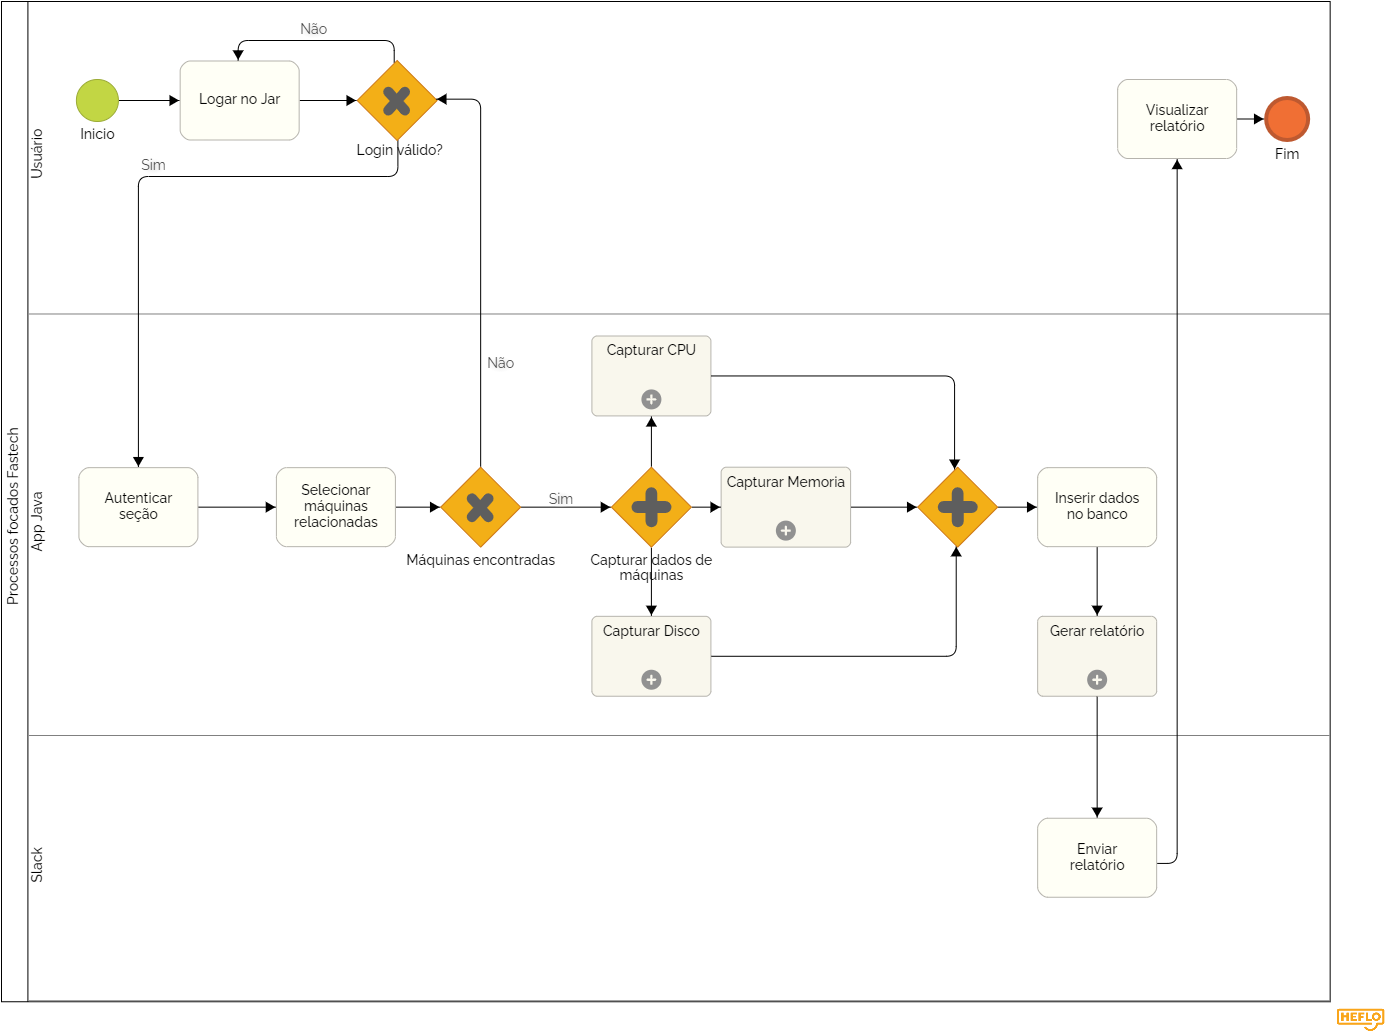 Processos focados Fastech
Usuário
Não
Inicio
Logar no Jar
Login válido?
Sim
Visualizar
relatório
Fim
App Java
Autenticar
seção
Selecionar
máquinas
relacionadas
Não
Máquinas encontradas
Sim
Capturar CPU
Capturar Memoria
Capturar dados de
máquinas
Capturar Disco
Inserir dados
no banco
Gerar relatório
Slack
Enviar
relatório
HEFLO